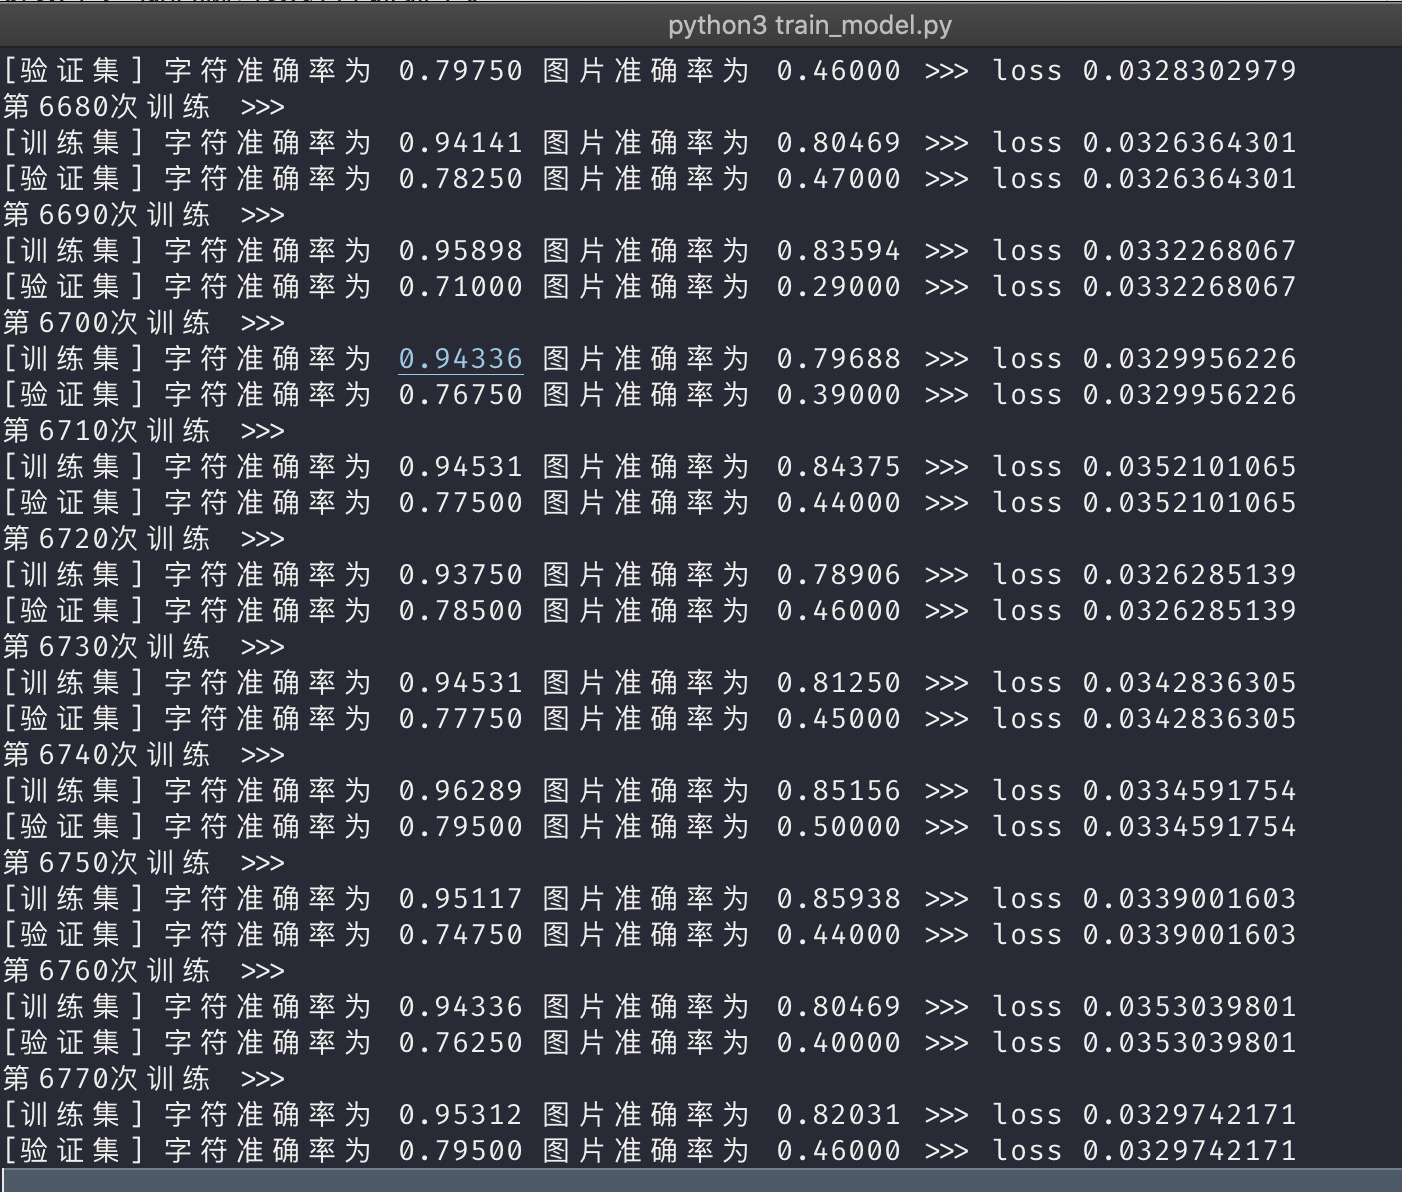 python3 train_model.py
[验证集] 字符准确率为 0.79750 图片准确率为 0.46000 >>> loss 0.0328302979
第6680次训练 >>>
[训练集] 字符准确率为 0.94141 图片准确率为 0.80469 >>> loss 0.0326364301
[验证集] 字符准确率为 0.78250 图片准确率为 0.47000 >>> loss 0.0326364301
第6690次训练 >>>
[训练集] 字符准确率为 0.95898 图片准确率为 0.83594 >>> loss 0.0332268067
[验证集] 字符准确率为 0.71000 图片准确率为 0.29000 >>> loss 0.0332268067
第6700次训练 >>>
[训练集] 字符准确率为 0.94336 图片准确率为 0.79688 >>> loss 0.0329956226
[验证集] 字符准确率为 0.76750 图片准确率为 0.39000 >>> loss 0.0329956226
第6710次训练 >>>
[训练集] 字符准确率为 0.94531 图片准确率为 0.84375 >>> loss 0.0352101065
[验证集] 字符准确率为 0.77500 图片准确率为 0.44000 >>> loss 0.0352101065
第6720次训练 >>>
[训练集] 字符准确率为 0.93750 图片准确率为 0.78906 >>> loss 0.0326285139
[验证集] 字符准确率为 0.78500 图片准确率为 0.46000 >>> loss 0.0326285139
第6730次训练 >>>
[训练集] 字符准确率为 0.94531 图片准确率为 0.81250 >>> loss 0.0342836305
[验证集] 字符准确率为 0.77750 图片准确率为 0.45000 >>> loss 0.0342836305
第6740次训练 >>>
[训练集] 字符准确率为 0.96289 图片准确率为 0.85156 >>> loss 0.0334591754
[验证集] 字符准确率为 0.79500 图片准确率为 0.50000 >>> loss 0.0334591754
第6750次训练 >>>
[训练集] 字符准确率为 0.95117 图片准确率为 0.85938 >>> loss 0.0339001603
[验证集] 字符准确率为 0.74750 图片准确率为 0.44000 >>> loss 0.0339001603
第6760次训练 >>>
[训练集] 字符准确率为 0.94336 图片准确率为 0.80469 >>> loss 0.0353039801
[验证集] 字符准确率为 0.76250 图片准确率为 0.40000 >>> loss 0.0353039801
第6770次训练 >>>
[训练集] 字符准确率为 0.95312 图片准确率为 0.82031 >>> loss 0.0329742171
[验证集] 字符准确率为 0.79500 图片准确率为 0.46000 >>> loss 0.0329742171